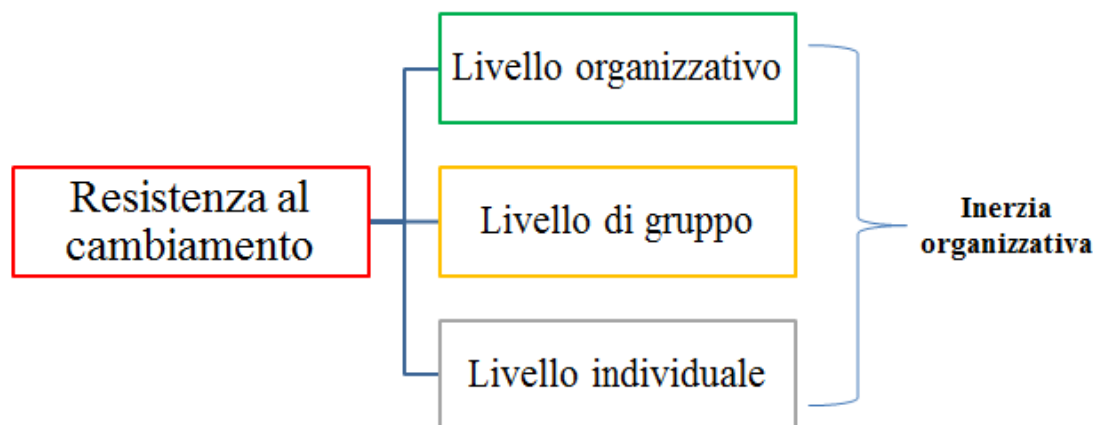 Resistenza al
cambiamento
Livello organizzativo
Livello di gruppo
Livello individuale
Inerzia
organizzativa